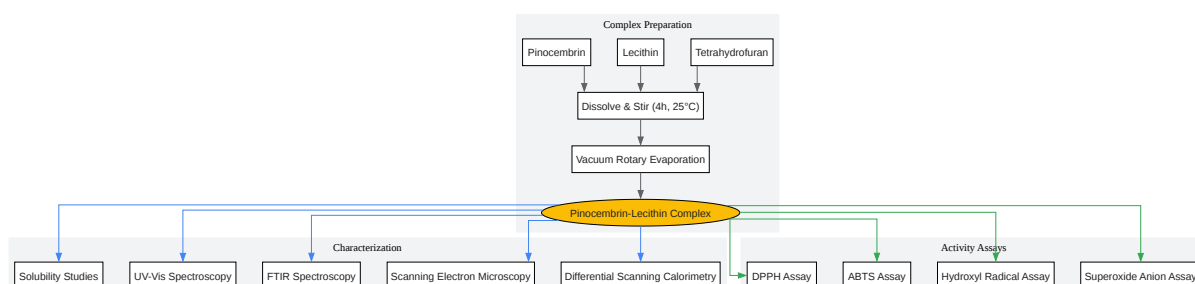 Complex Preparation
Pinocembrin
Lecithin
Tetrahydrofuran
Dissolve & Stir (4h, 25°C)
Vacuum Rotary Evaporation
Pinocembrin-Lecithin Complex
Characterization
Activity Assays
Solubility Studies
UV-Vis Spectroscopy
FTIR Spectroscopy
Scanning Electron Microscopy
Differential Scanning Calorimetry
DPPH Assay
ABTS Assay
Hydroxyl Radical Assay
Superoxide Anion Assay